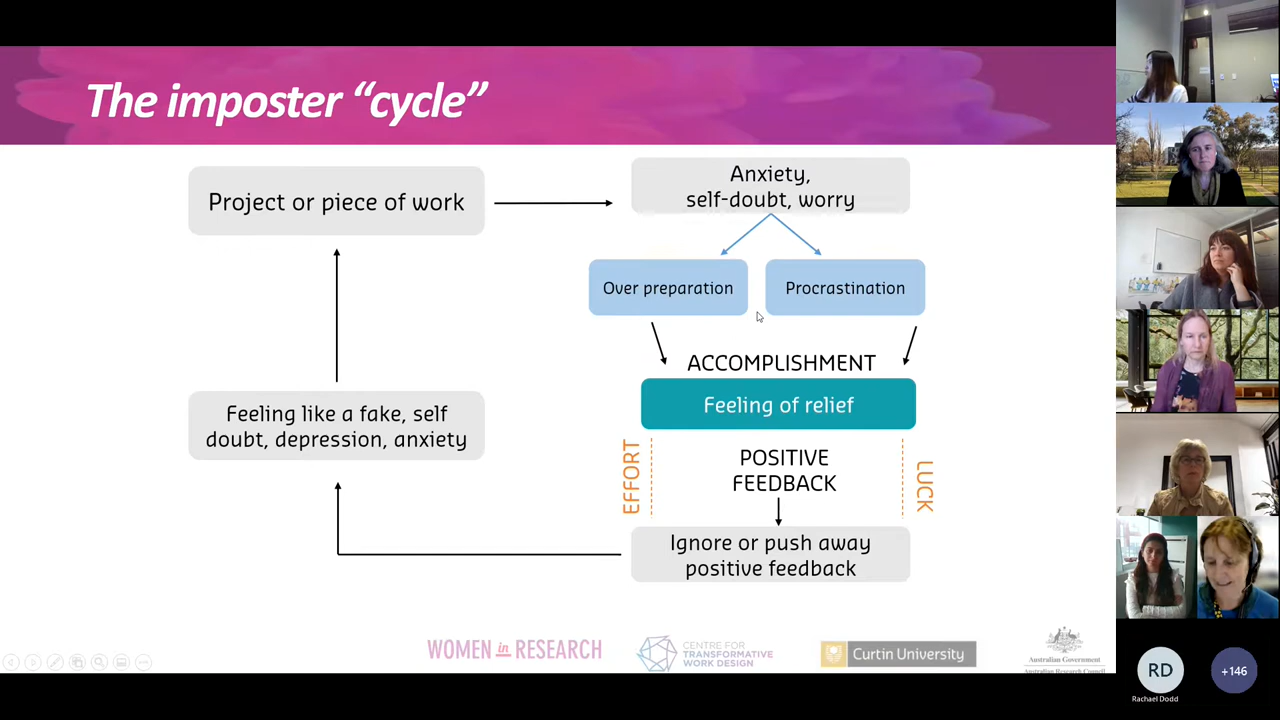 The imposter “cycle”
Project or piece of work
Anxiety,
self-doubt, worry
Over preparation
Procrastination
ACCOMPLISHMENT
Feeling of relief
Feeling like a fake, self
doubt, depression, anxiety
EFFORT
POSITIVE
FEEDBACK
LUCK
Ignore or push away
positive feedback
WOMEN in RESEARCH
CENTRE FOR
TRANSFORMATIVE
WORK DESIGN
Curtin University
Australian Government
Australian Research Council
RD
+146
Rachael Dodd